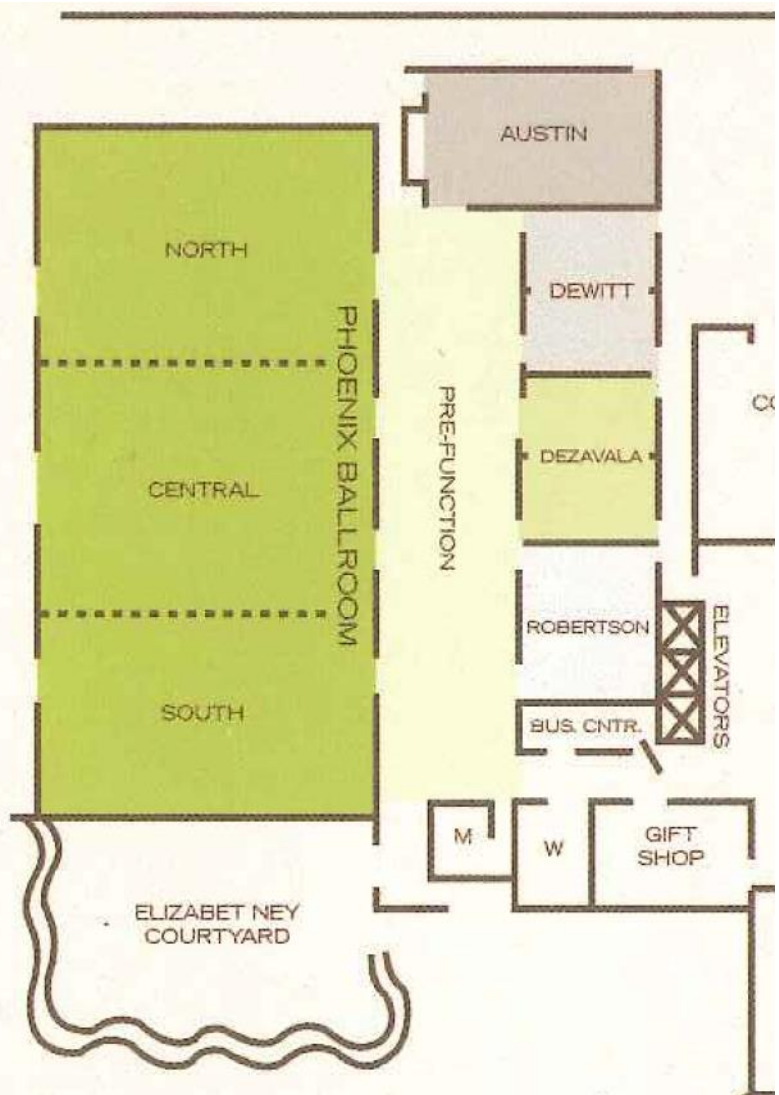 AUSTIN
NORTH
DEWITT
PHOENIX BALLROOM
PRE-FUNCTION
DEZAVALA
CENTRAL
ROBERTSON
ELEVATORS
SOUTH
BUS. CNTR.
M
W
GIFT
SHOP
ELIZABET NEY
COURTYARD